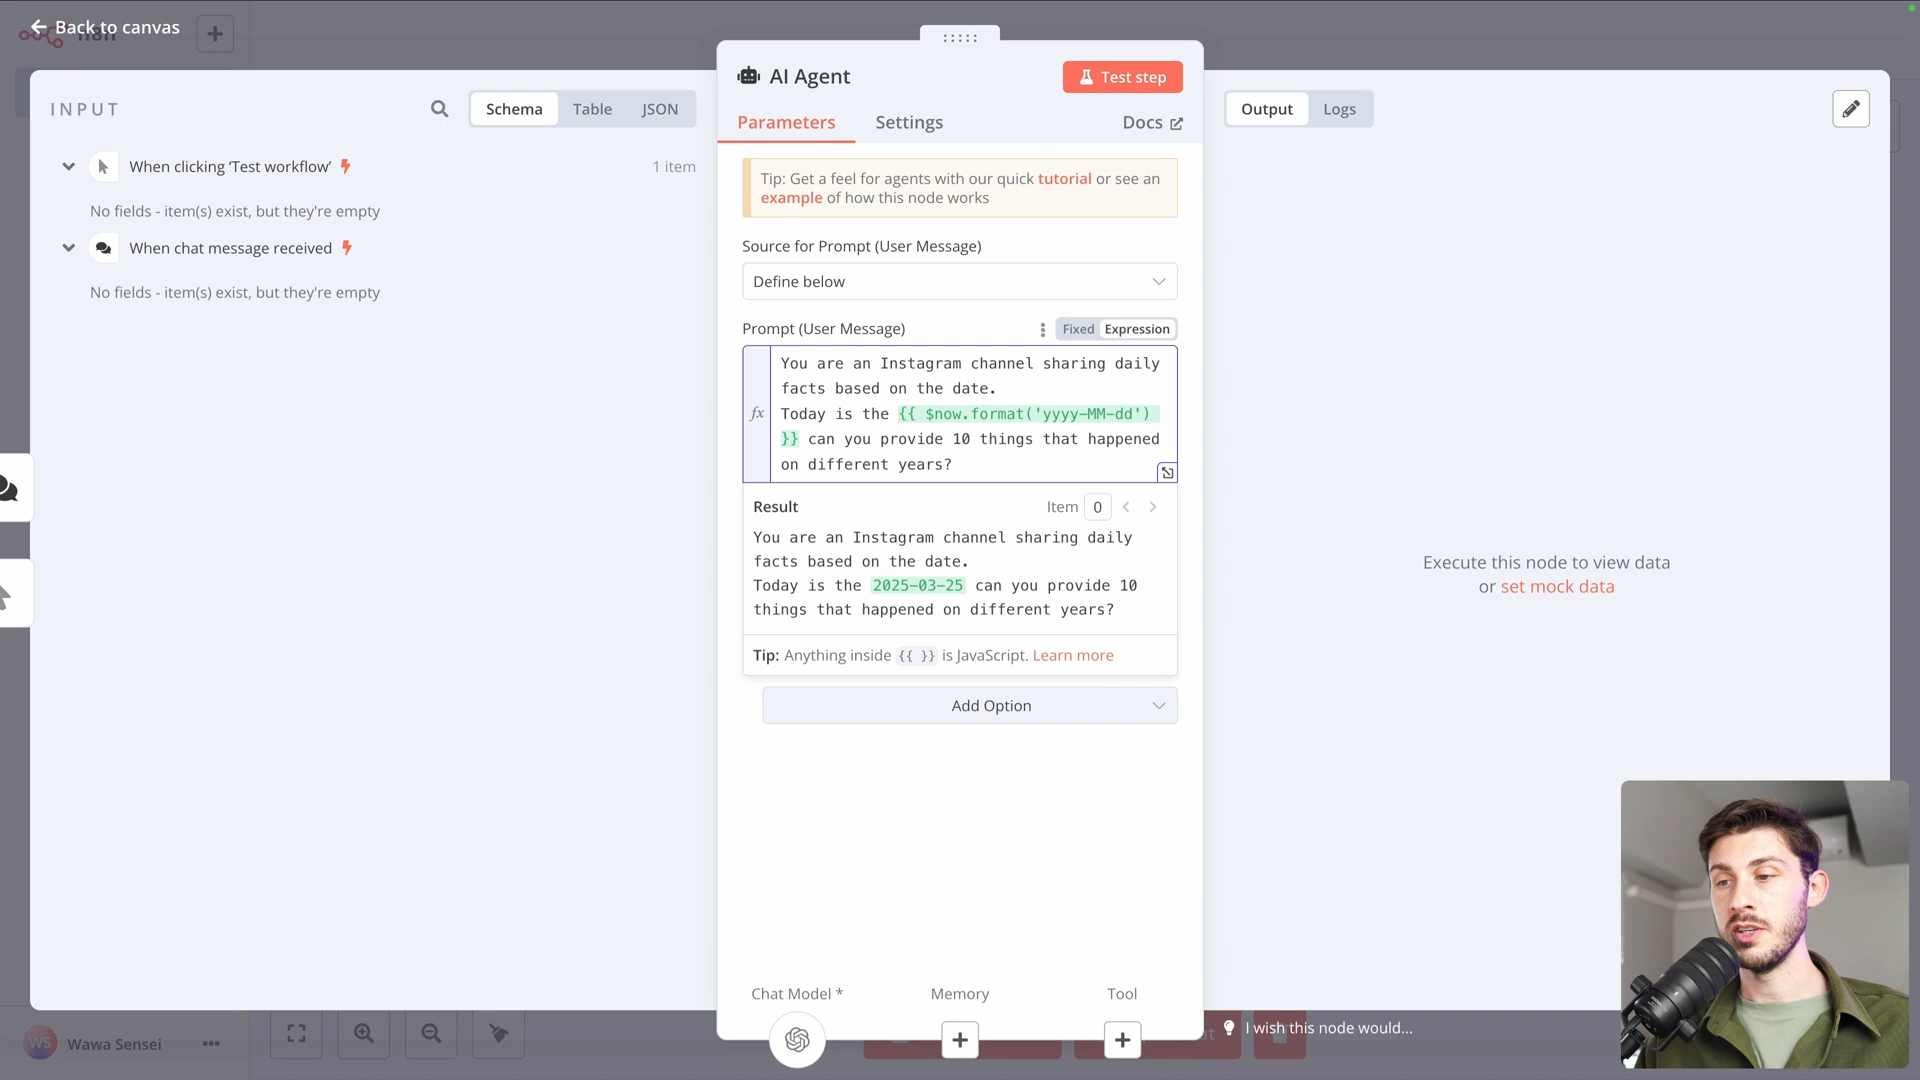 Back to canvas
INPUT
Schema
Table
JSON
When clicking ‘Test workflow’
1 item
No fields - item(s) exist, but they're empty
When chat message received
No fields - item(s) exist, but they're empty
AI Agent
Test step
Parameters
Settings
Docs
Tip: Get a feel for agents with our quick tutorial or see an
example of how this node works
Source for Prompt (User Message)
Define below
Prompt (User Message)
Fixed
Expression
fx
You are an Instagram channel sharing daily
facts based on the date.
Today is the {{ $now.format('yyyy-MM-dd')
}} can you provide 10 things that happened
on different years?
Result
Item 0
You are an Instagram channel sharing daily
facts based on the date.
Today is the 2025-03-25 can you provide 10
things that happened on different years?
Tip: Anything inside {{ }} is JavaScript. Learn more
Add Option
Chat Model *
Memory
Tool
Output
Logs
Execute this node to view data
or set mock data
I wish this node would...
WS
Wawa Sensei